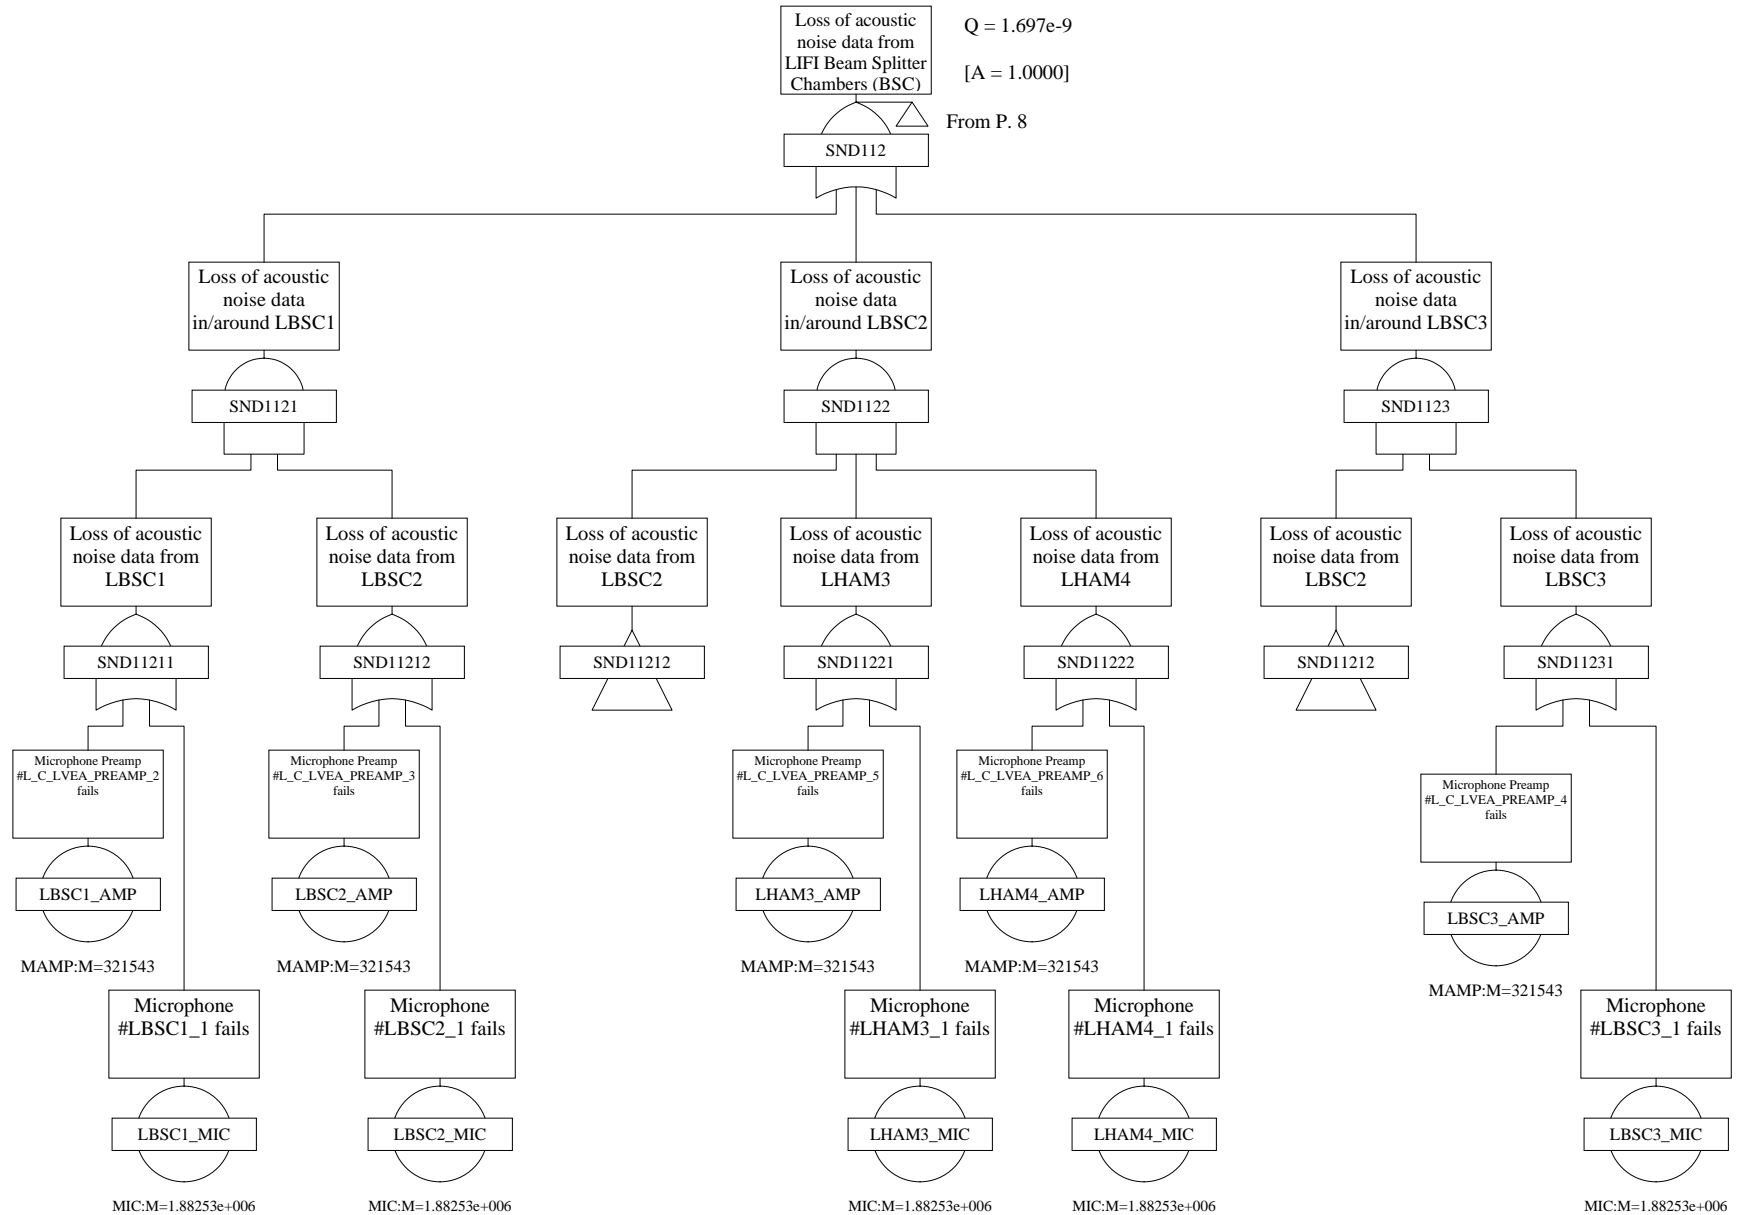 Loss of acoustic
noise data from
LIFI Beam Splitter
Chambers (BSC)
Q = 1.697e-9
[A = 1.0000]
From P. 8
SND112
Loss of acoustic
noise data
in/around LBSC1
SND1121
Loss of acoustic
noise data
in/around LBSC2
SND1122
Loss of acoustic
noise data
in/around LBSC3
SND1123
Loss of acoustic
noise data from
LBSC1
SND11211
Loss of acoustic
noise data from
LBSC2
SND11212
Loss of acoustic
noise data from
LBSC2
SND11212
Loss of acoustic
noise data from
LHAM3
SND11221
Loss of acoustic
noise data from
LHAM4
SND11222
Loss of acoustic
noise data from
LBSC2
SND11212
Loss of acoustic
noise data from
LBSC3
SND11231
Microphone Preamp
#L_C_LVEA_PREAMP_2
fails
LBSC1_AMP
MAMP:M=321543
Microphone Preamp
#L_C_LVEA_PREAMP_3
fails
LBSC2_AMP
MAMP:M=321543
Microphone Preamp
#L_C_LVEA_PREAMP_5
fails
LHAM3_AMP
MAMP:M=321543
Microphone Preamp
#L_C_LVEA_PREAMP_6
fails
LHAM4_AMP
MAMP:M=321543
Microphone Preamp
#L_C_LVEA_PREAMP_4
fails
LBSC3_AMP
MAMP:M=321543
Microphone
#LBSC1_1 fails
LBSC1_MIC
MIC:M=1.88253e+006
Microphone
#LBSC2_1 fails
LBSC2_MIC
MIC:M=1.88253e+006
Microphone
#LHAM3_1 fails
LHAM3_MIC
MIC:M=1.88253e+006
Microphone
#LHAM4_1 fails
LHAM4_MIC
MIC:M=1.88253e+006
Microphone
#LBSC3_1 fails
LBSC3_MIC
MIC:M=1.88253e+006